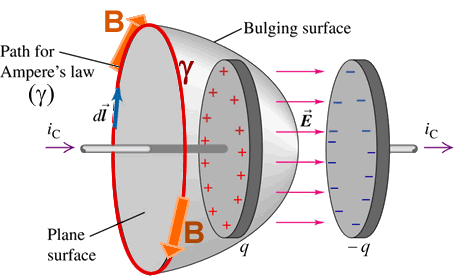 B
Bulging surface
Path for
Ampere's law
(γ)
γ
+ + + + + + + + + + + + +
− − − − − − − − − − − −
dl⃗
E⃗
i_C
i_C
B
Plane
surface
q
−q